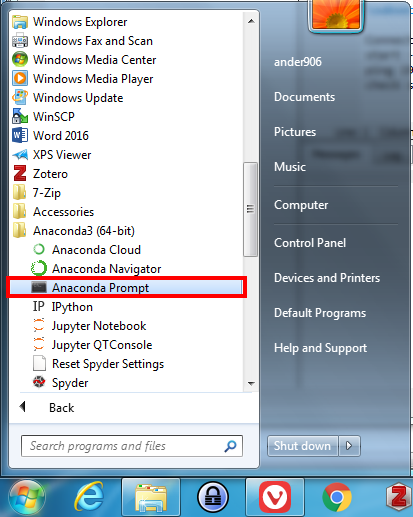 Windows Explorer
Windows Fax and Scan
Windows Media Center
Windows Media Player
Windows Update
WinSCP
Word 2016
XPS Viewer
Zotero
7-Zip
Accessories
Anaconda3 (64-bit)
Anaconda Cloud
Anaconda Navigator
Anaconda Prompt
IP IPython
Jupyter Notebook
Jupyter QTConsole
Reset Spyder Settings
Spyder
Back
Search programs and files
ander906
Documents
Pictures
Music
Computer
Control Panel
Devices and Printers
Default Programs
Help and Support
Shut down